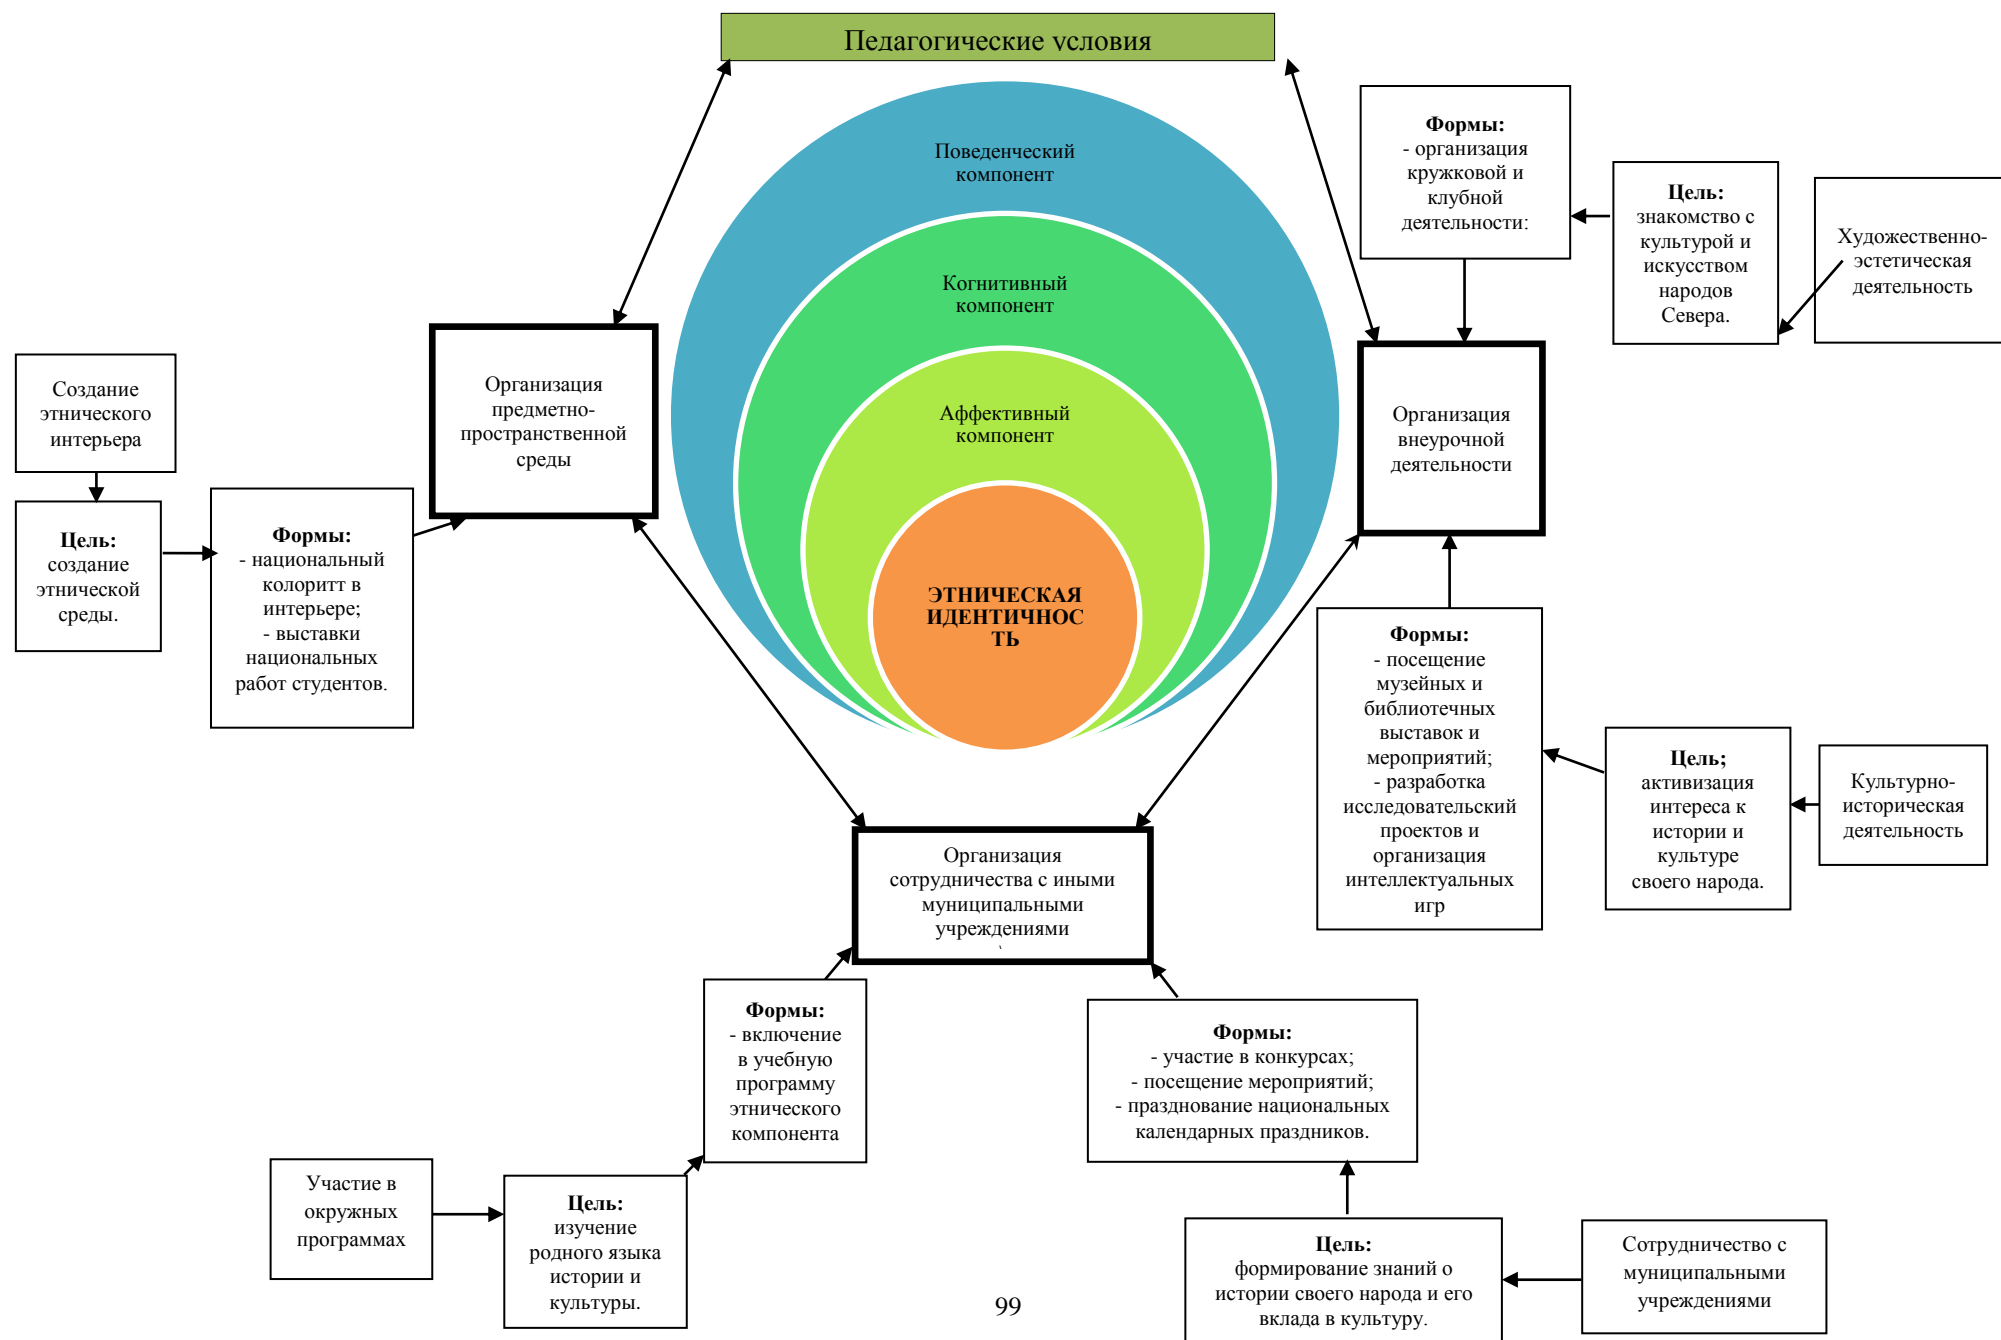 Педагогические условия
Поведенческий
компонент
Когнитивный
компонент
Аффективный
компонент
ЭТНИЧЕСКАЯ
ИДЕНТИЧНОС
ТЬ
Формы:
- организация
кружковой и
клубной
деятельности:
Цель:
знакомство с
культурой и
искусством
народов
Севера.
Художественно-
эстетическая
деятельность
Организация
предметно-
пространственной
среды
Организация
внеурочной
деятельности
Создание
этнического
интерьера
Цель:
создание
этнической
среды.
Формы:
- национальный
колоритт в
интерьере;
- выставки
национальных
работ студентов.
Формы:
- посещение
музейных и
библиотечных
выставок и
мероприятий;
- разработка
исследовательский
проектов и
организация
интеллектуальных
игр
Цель;
активизация
интереса к
истории и
культуре
своего народа.
Культурно-
историческая
деятельность
Организация
сотрудничества с иными
муниципальными
учреждениями
Формы:
- включение
в учебную
программу
этнического
компонента
Формы:
- участие в конкурсах;
- посещение мероприятий;
- празднование национальных
календарных праздников.
Участие в
окружных
программах
Цель:
изучение
родного языка
истории и
культуры.
Цель:
формирование знаний о
истории своего народа и его
вклада в культуру.
Сотрудничество с
муниципальными
учреждениями
99